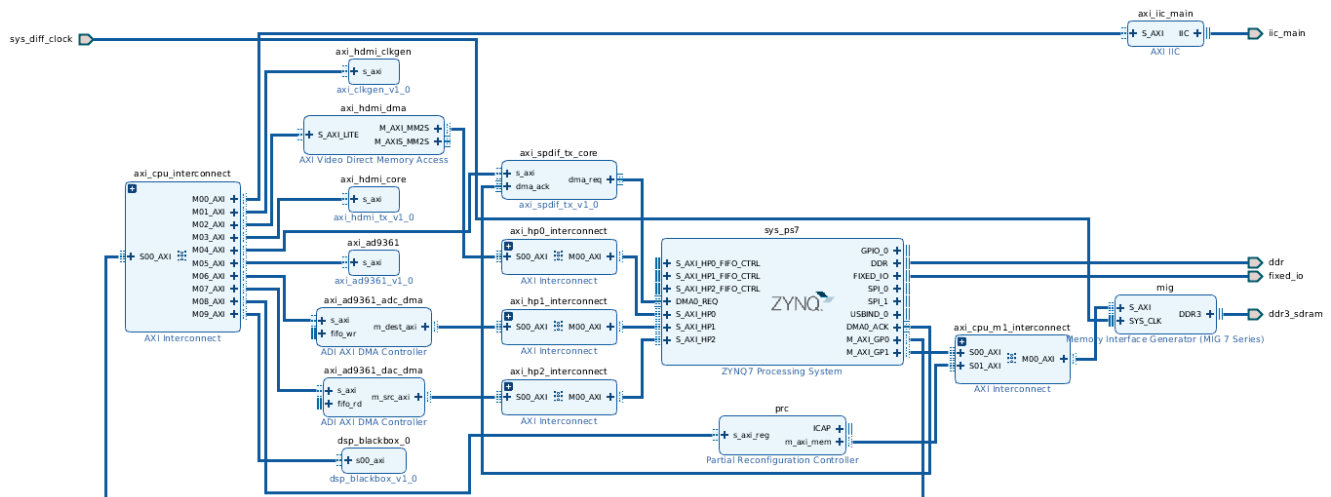 sys_diff_clock
axi_iic_main
S_AXI IIC
AXI IIC
iic_main
axi_hdmi_clkgen
s_axi
axi_clkgen_v1_0
axi_hdmi_dma
S_AXI_LITE
M_AXI_MM2S
M_AXIS_MM2S
AXI Video Direct Memory Access
axi_cpu_interconnect
S00_AXI
M00_AXI
M01_AXI
M02_AXI
M03_AXI
M04_AXI
M05_AXI
M06_AXI
M07_AXI
M08_AXI
M09_AXI
AXI Interconnect
axi_hdmi_core
s_axi
axi_hdmi_tx_v1_0
axi_ad9361
s_axi
axi_ad9361_v1_0
axi_ad9361_adc_dma
s_axi
fifo_wr
m_dest_axi
ADI AXI DMA Controller
axi_ad9361_dac_dma
s_axi
fifo_rd
m_src_axi
ADI AXI DMA Controller
dsp_blackbox_0
s00_axi
dsp_blackbox_v1_0
axi_spdif_tx_core
s_axi
dma_ack
dma_req
axi_spdif_tx_v1_0
axi_hp0_interconnect
S00_AXI M00_AXI
AXI Interconnect
axi_hp1_interconnect
S00_AXI M00_AXI
AXI Interconnect
axi_hp2_interconnect
S00_AXI M00_AXI
AXI Interconnect
sys_ps7
S_AXI_HP0_FIFO_CTRL
S_AXI_HP1_FIFO_CTRL
S_AXI_HP2_FIFO_CTRL
DMA0_REQ
S_AXI_HP0
S_AXI_HP1
S_AXI_HP2
ZYNQ
GPIO_0
DDR
FIXED_IO
SPI_0
SPI_1
USBIND_0
DMA0_ACK
M_AXI_GP0
M_AXI_GP1
ZYNQ7 Processing System
prc
s_axi_reg
ICAP
m_axi_mem
Partial Reconfiguration Controller
axi_cpu_m1_interconnect
S00_AXI
S01_AXI
M00_AXI
AXI Interconnect
mig
S_AXI
SYS_CLK
DDR3
Memory Interface Generator (MIG 7 Series)
ddr
fixed_io
ddr3_sdram